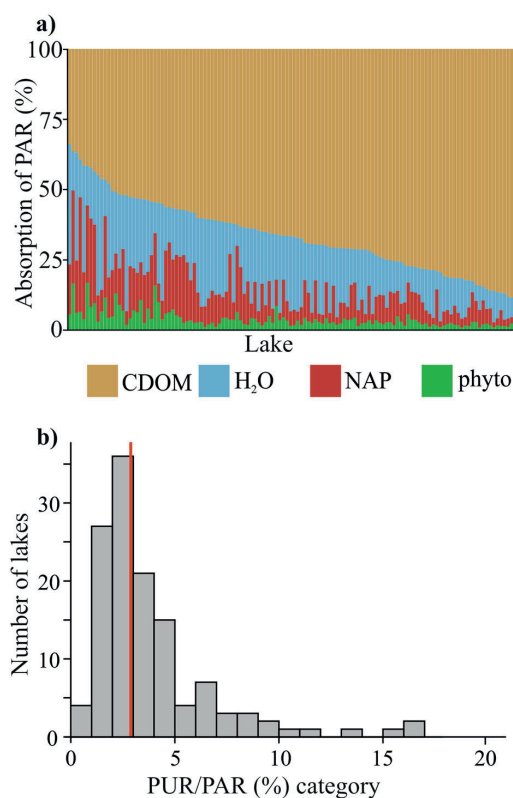 a)
100
75
50
25
0
Absorption of PAR (%)
Lake
CDOM H₂O NAP phyto
b)
30
20
10
0
Number of lakes
0 5 10 15 20
PUR/PAR (%) category